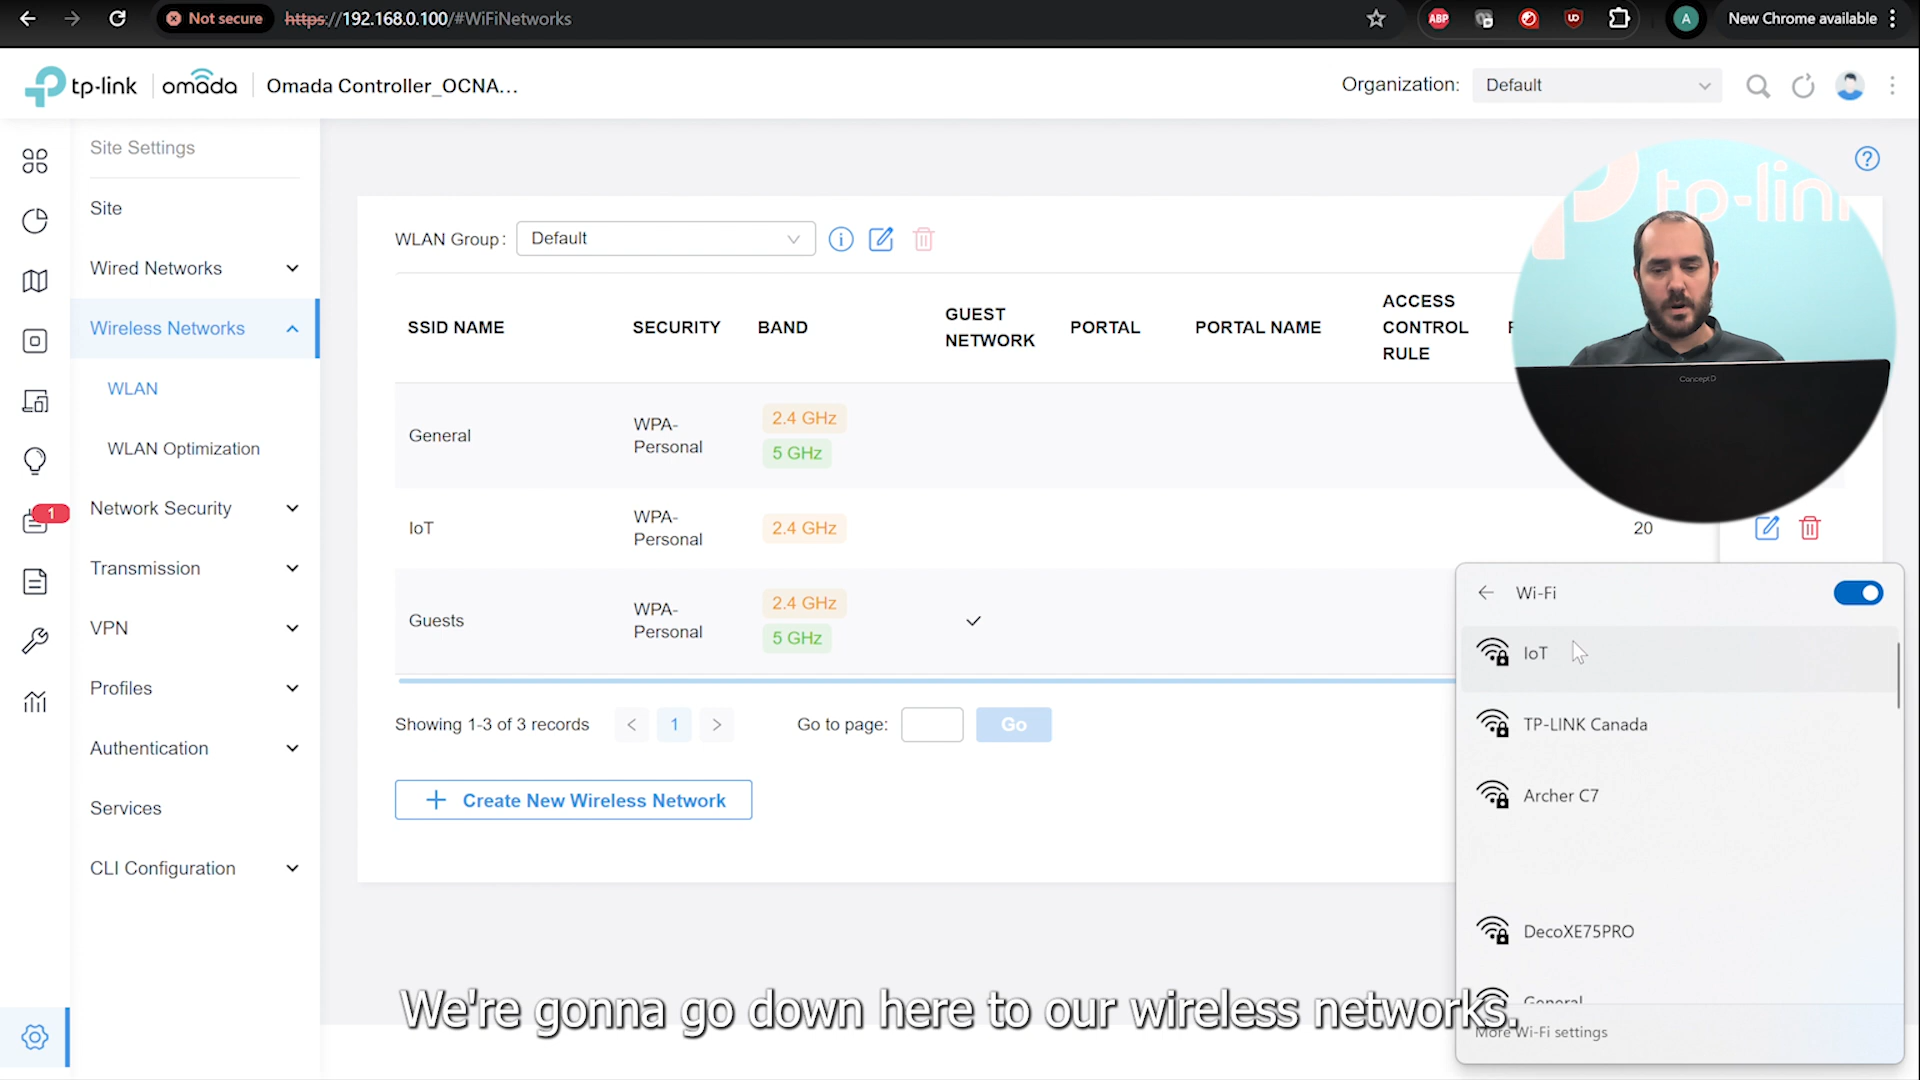 Not secure https://192.168.0.100/#WiFiNetworks ABP UD A New Chrome available
tp-link omada Omada Controller_OCNA... Organization: Default
Site Settings
Site
Wired Networks
Wireless Networks
WLAN
WLAN Optimization
Network Security
1
Transmission
VPN
Profiles
Authentication
Services
CLI Configuration
tp-link
ConceptD
WLAN Group: Default
SSID NAME SECURITY BAND GUEST NETWORK PORTAL PORTAL NAME ACCESS CONTROL RULE
General WPA-Personal 2.4 GHz 5 GHz
IoT WPA-Personal 2.4 GHz 20
Guests WPA-Personal 2.4 GHz 5 GHz
Showing 1-3 of 3 records < 1 > Go to page: Go
+ Create New Wireless Network
Wi-Fi
IoT
TP-LINK Canada
Archer C7
DecoXE75PRO
General
More Wi-Fi settings
We're gonna go down here to our wireless networks.